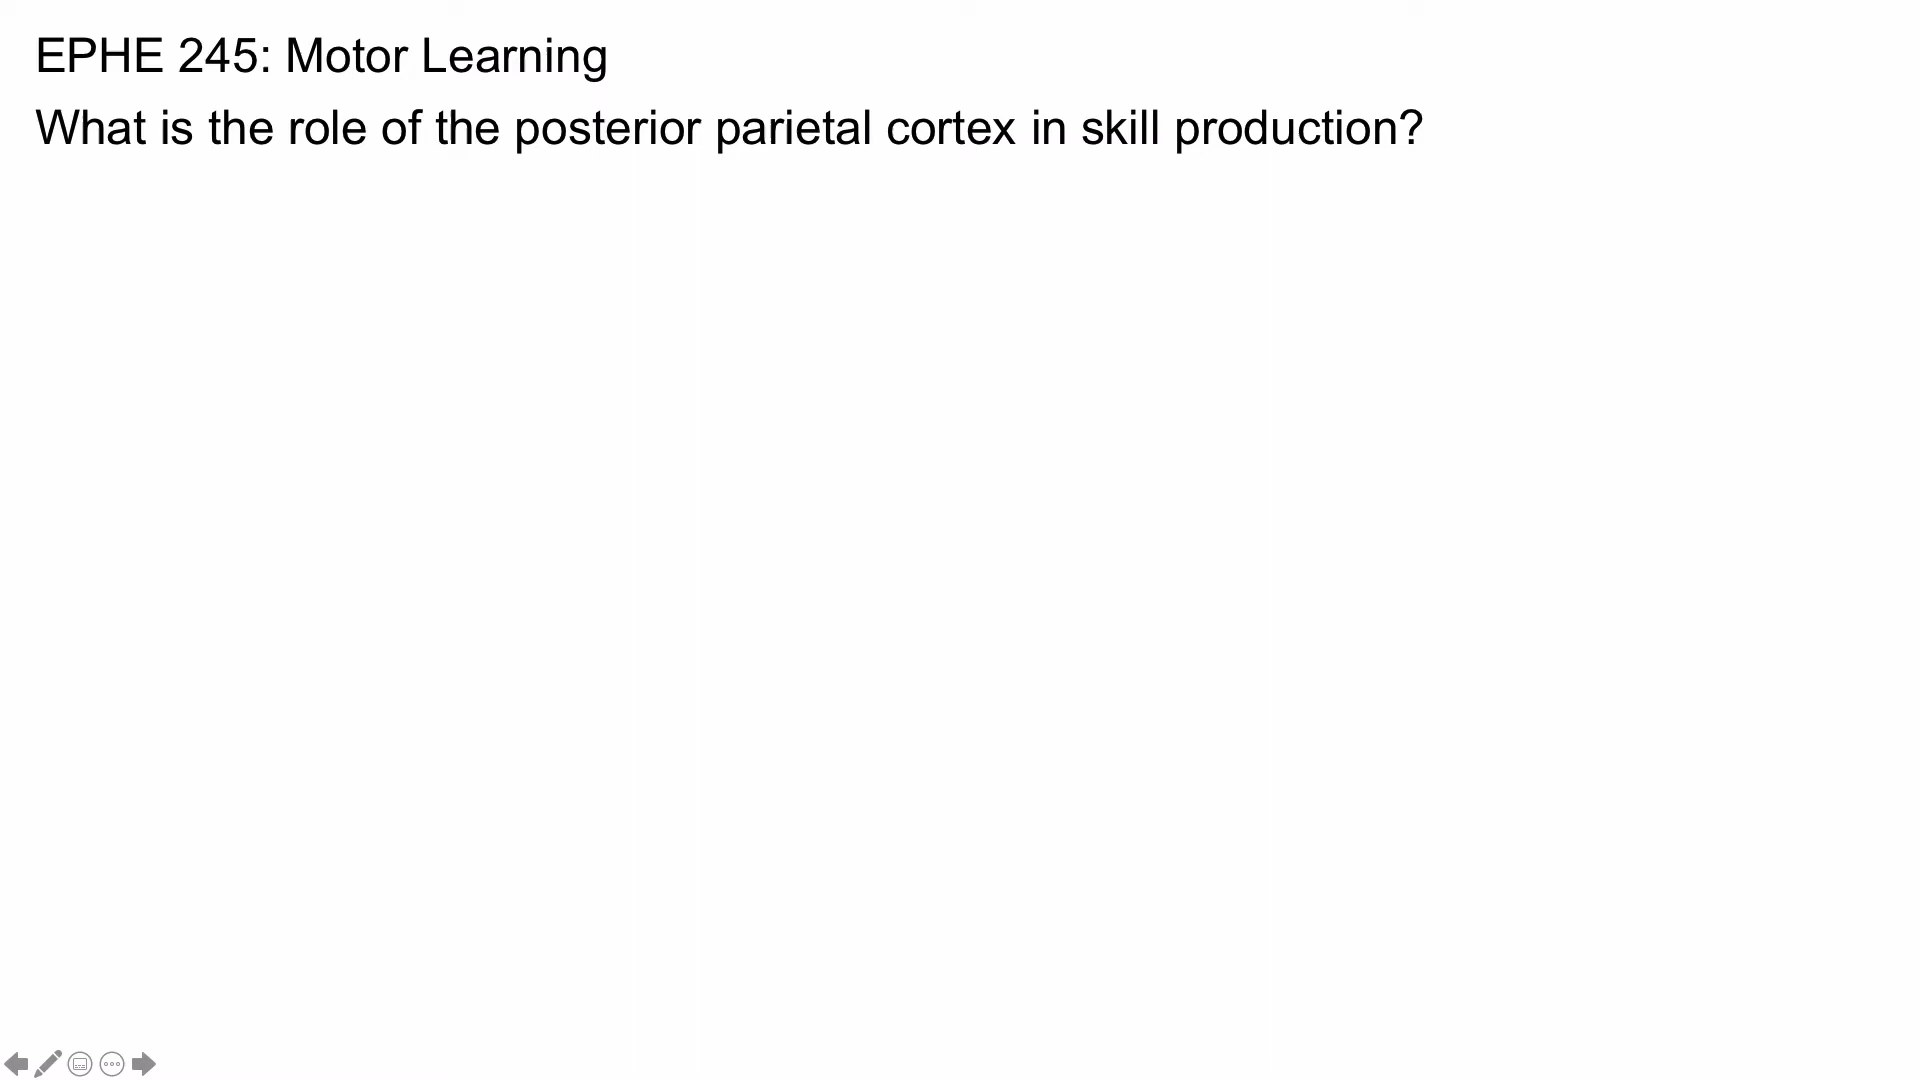 EPHE 245: Motor Learning
What is the role of the posterior parietal cortex in skill production?